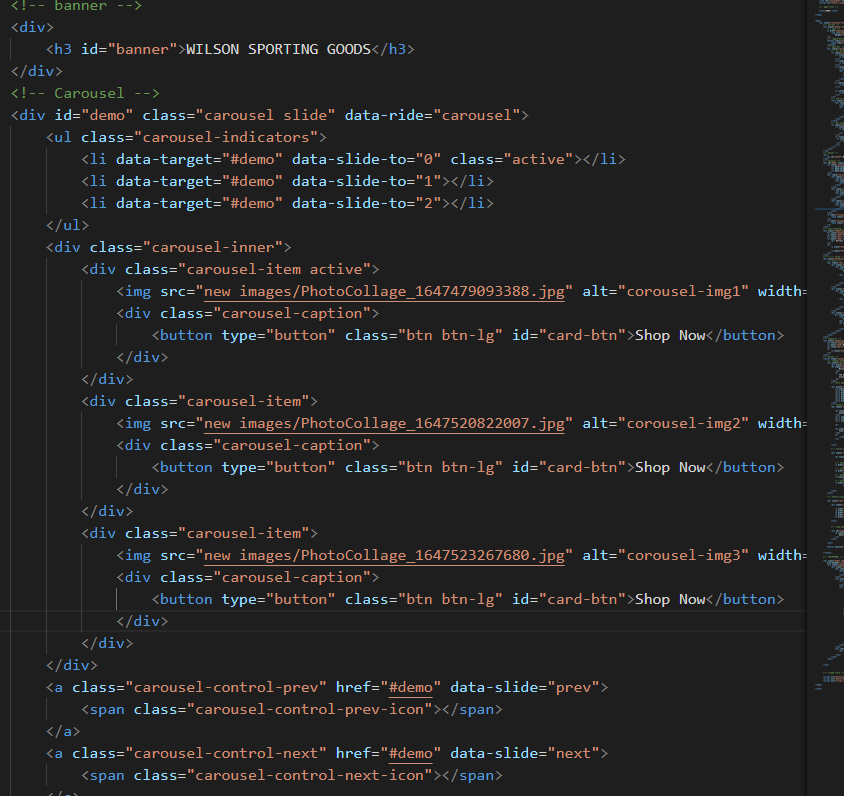 <!-- banner -->
<div>
    <h3 id="banner">WILSON SPORTING GOODS</h3>
</div>
<!-- Carousel -->
<div id="demo" class="carousel slide" data-ride="carousel">
    <ul class="carousel-indicators">
        <li data-target="#demo" data-slide-to="0" class="active"></li>
        <li data-target="#demo" data-slide-to="1"></li>
        <li data-target="#demo" data-slide-to="2"></li>
    </ul>
    <div class="carousel-inner">
        <div class="carousel-item active">
            <img src="new images/PhotoCollage_1647479093388.jpg" alt="corousel-img1" width=
            <div class="carousel-caption">
                <button type="button" class="btn btn-lg" id="card-btn">Shop Now</button>
            </div>
        </div>
        <div class="carousel-item">
            <img src="new images/PhotoCollage_1647520822007.jpg" alt="corousel-img2" width=
            <div class="carousel-caption">
                <button type="button" class="btn btn-lg" id="card-btn">Shop Now</button>
            </div>
        </div>
        <div class="carousel-item">
            <img src="new images/PhotoCollage_1647523267680.jpg" alt="corousel-img3" width=
            <div class="carousel-caption">
                <button type="button" class="btn btn-lg" id="card-btn">Shop Now</button>
            </div>
        </div>
    </div>
    <a class="carousel-control-prev" href="#demo" data-slide="prev">
        <span class="carousel-control-prev-icon"></span>
    </a>
    <a class="carousel-control-next" href="#demo" data-slide="next">
        <span class="carousel-control-next-icon"></span>